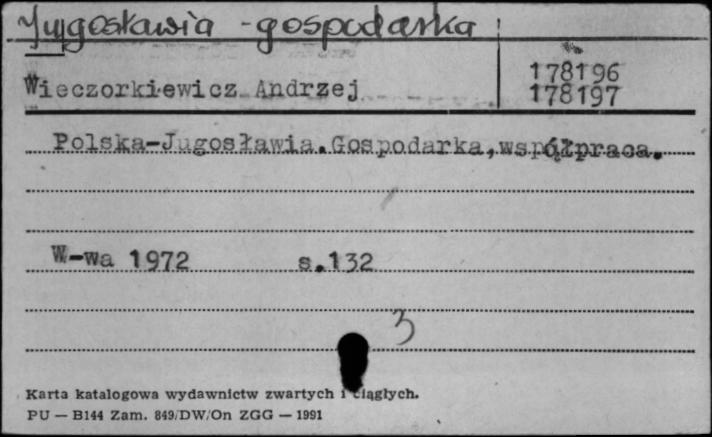 Jugosławia - gospodarka
178196
Wieczorkiewicz Andrzej
178197
Polska-Jugosławia.Gospodarka,współpraca.
W-wa 1972 s.132
3
Karta katalogowa wydawnictw zwartych i ciągłych.
PU — B144 Zam. 849/DW/On ZGG — 1991